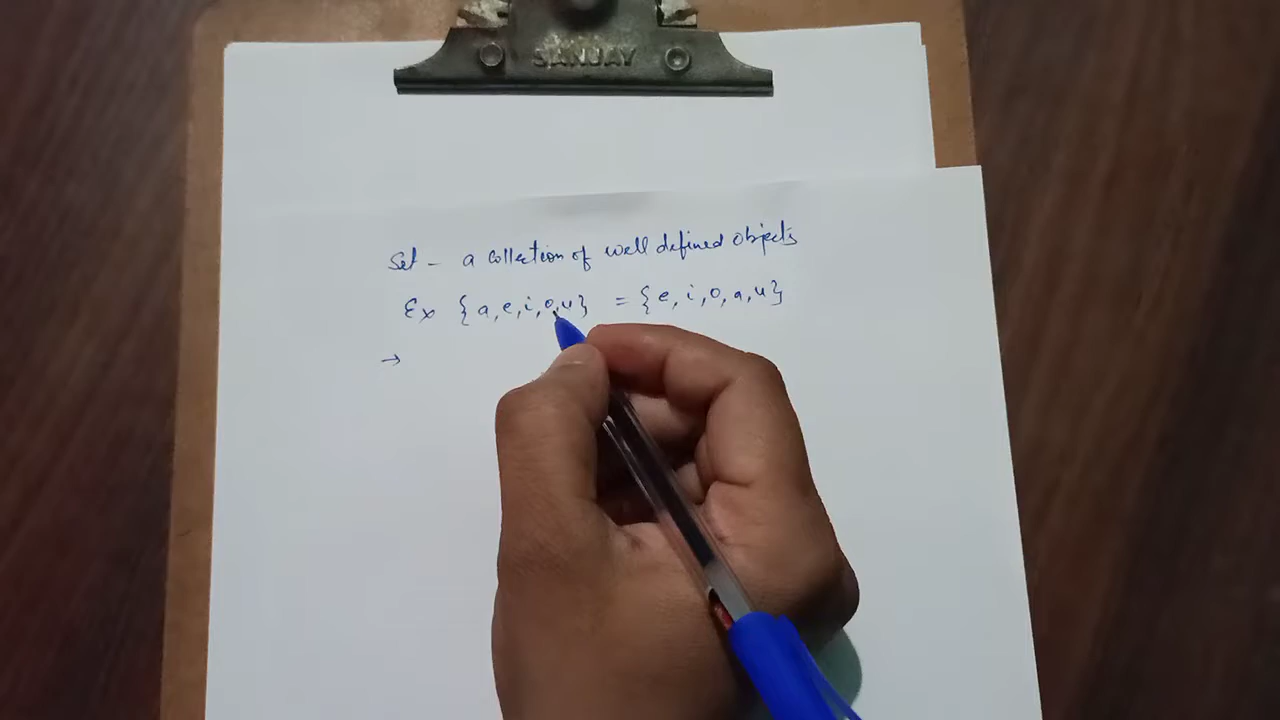 SANJAY
Set - a collection of well defined objects
Ex {a, e, i, o, u} = {e, i, o, a, u}
→